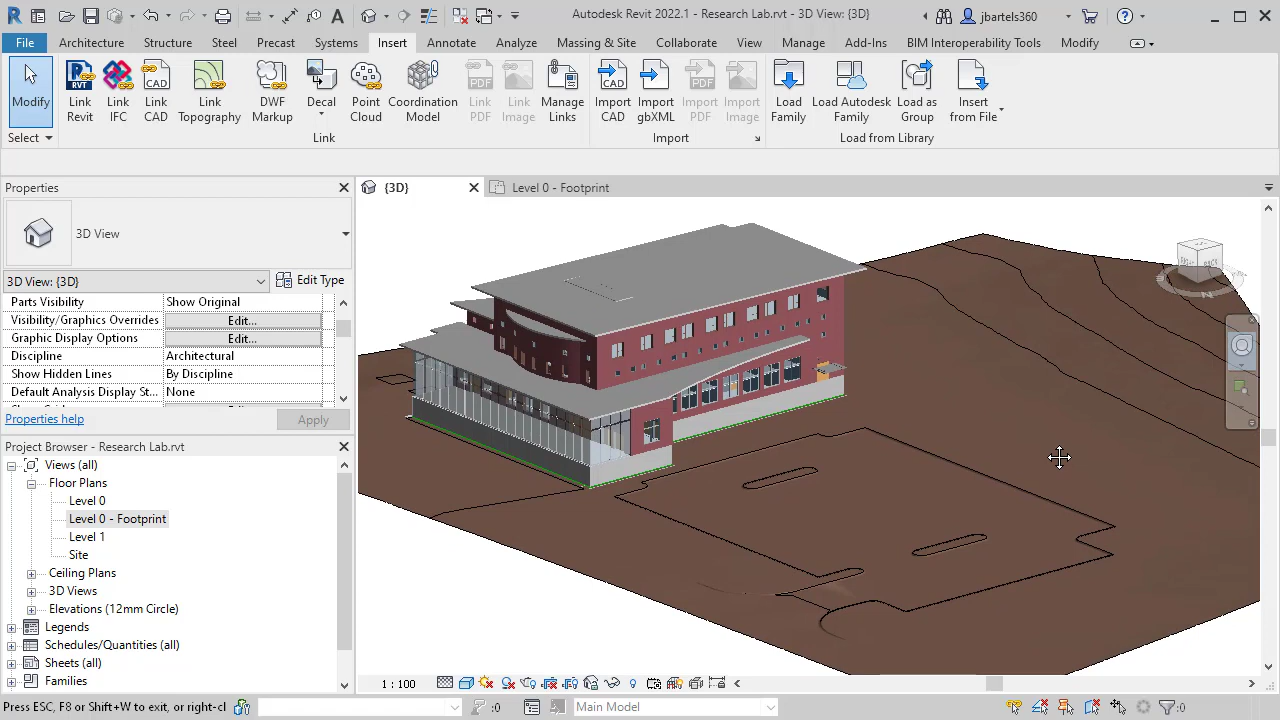 Autodesk Revit 2022.1 - Research Lab.rvt - 3D View: {3D}
jbartels360
File
Architecture
Structure
Steel
Precast
Systems
Insert
Annotate
Analyze
Massing & Site
Collaborate
View
Manage
Add-Ins
BIM Interoperability Tools
Modify
Modify
Link
Revit
Link
IFC
Link
CAD
Link
Topography
DWF
Markup
Decal
Point
Cloud
Coordination
Model
Link
PDF
Link
Image
Manage
Links
Import
CAD
Import
gbXML
Import
PDF
Import
Image
Load
Family
Load Autodesk
Family
Load as
Group
Insert
from File
Select
Link
Import
Load from Library
Properties
3D View
3D View: {3D}
Edit Type
Parts Visibility
Show Original
Visibility/Graphics Overrides
Edit...
Graphic Display Options
Edit...
Discipline
Architectural
Show Hidden Lines
By Discipline
Default Analysis Display St
None
Properties help
Apply
{3D}
Level 0 - Footprint
Project Browser - Research Lab.rvt
Views (all)
Floor Plans
Level 0
Level 0 - Footprint
Level 1
Site
Ceiling Plans
3D Views
Elevations (12mm Circle)
Legends
Schedules/Quantities (all)
Sheets (all)
Families
1 : 100
Press ESC, F8 or Shift+W to exit, or right-cl
:0
Main Model
:0